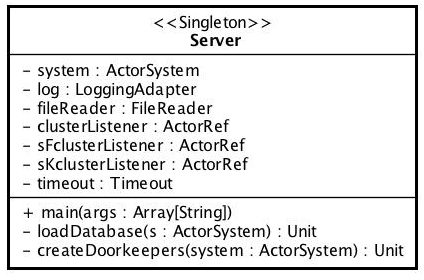 <<Singleton>>
Server
- system : ActorSystem
- log : LoggingAdapter
- fileReader : FileReader
- clusterListener : ActorRef
- sFclusterListener : ActorRef
- sKclusterListener : ActorRef
- timeout : Timeout
+ main(args : Array[String])
- loadDatabase(s : ActorSystem) : Unit
- createDoorkeepers(system : ActorSystem) : Unit